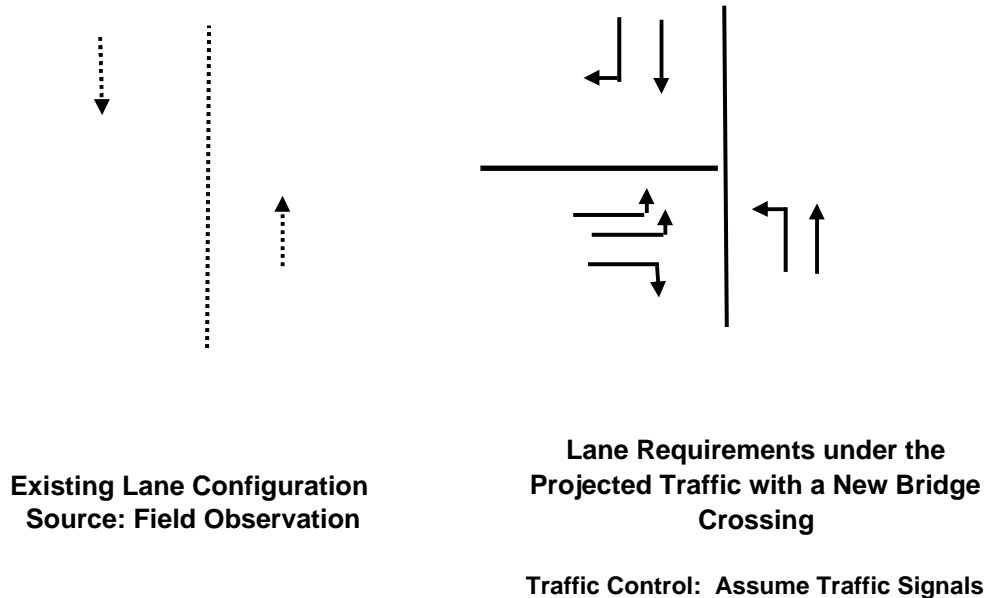 Existing Lane Configuration
Source: Field Observation
Lane Requirements under the
Projected Traffic with a New Bridge
Crossing
Traffic Control: Assume Traffic Signals